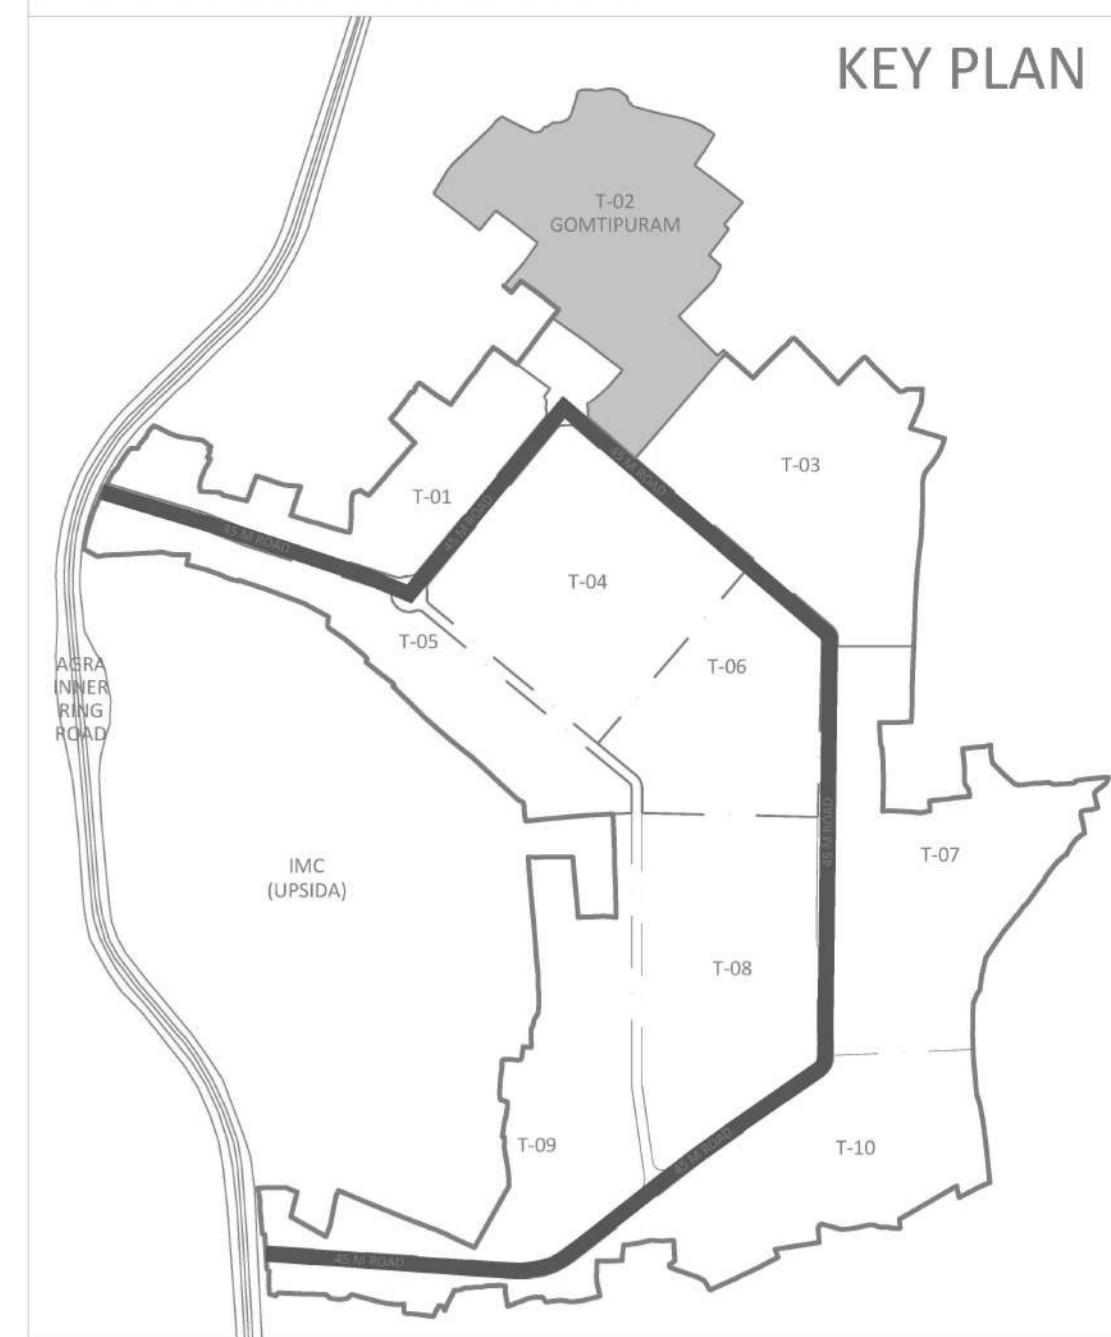 KEY PLAN
T-02
GOMTIPURAM
T-03
T-01
45 M ROAD
45 M ROAD
45 M ROAD
T-04
T-05
T-06
AGRA
INNER
RING
ROAD
45 M ROAD
T-07
IMC
(UPSIDA)
T-08
T-09
45 M ROAD
T-10
45 M ROAD